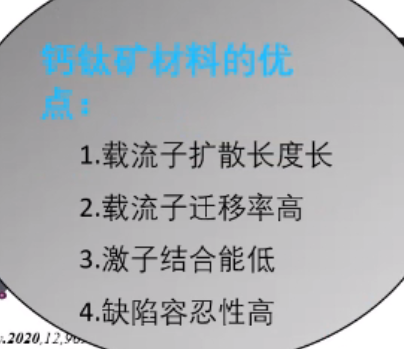 钙钛矿材料的优
点：
1.载流子扩散长度长
2.载流子迁移率高
3.激子结合能低
4.缺陷容忍性高
.2020,12,96